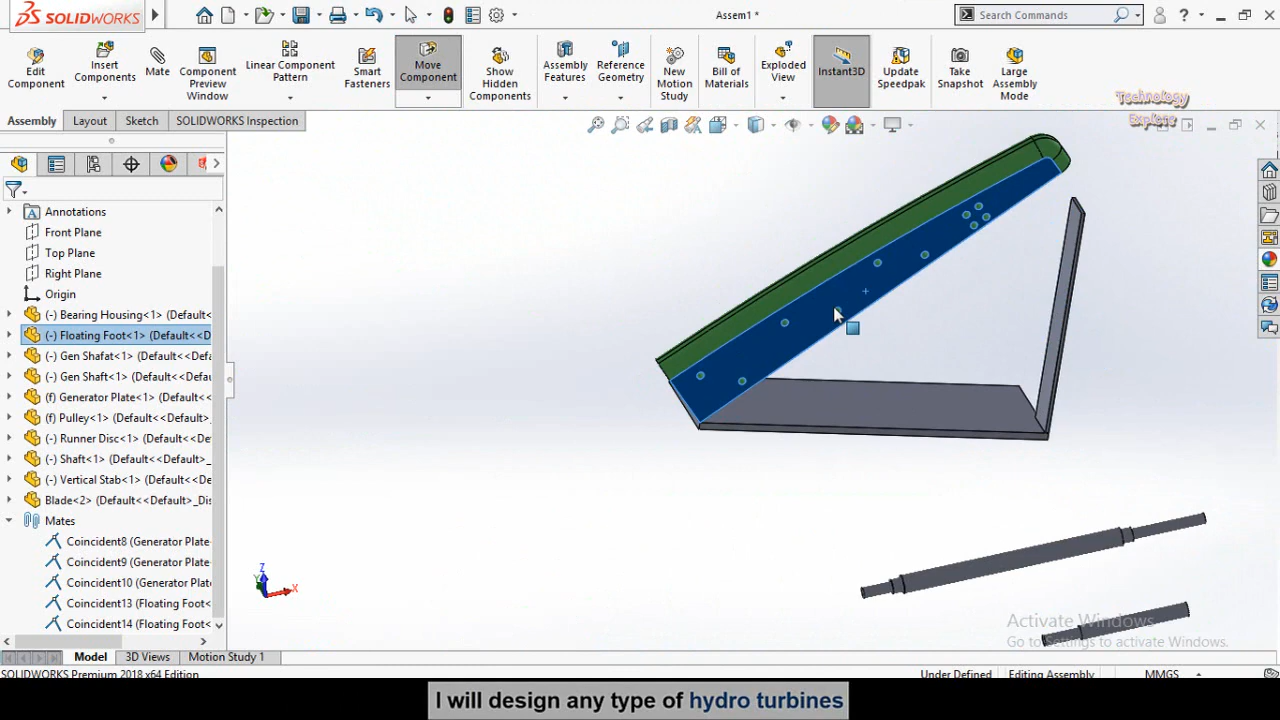 SOLIDWORKS
Assem1 *
Search Commands
?
Edit Component
Insert Components
Mate
Component Preview Window
Linear Component Pattern
Smart Fasteners
Move Component
Show Hidden Components
Assembly Features
Reference Geometry
New Motion Study
Bill of Materials
Exploded View
Instant3D
Update Speedpak
Take Snapshot
Large Assembly Mode
Technology
Explore
Assembly
Layout
Sketch
SOLIDWORKS Inspection
Annotations
Front Plane
Top Plane
Right Plane
Origin
(-) Bearing Housing<1> (Default<
(-) Floating Foot<1> (Default<<D
(-) Gen Shafat<1> (Default<<Defa
(-) Gen Shaft<1> (Default<<Defau
(f) Generator Plate<1> (Default<
(f) Pulley<1> (Default<<Default>
(-) Runner Disc<1> (Default<<Def
(-) Shaft<1> (Default<<Default>_
(-) Vertical Stab<1> (Default<<D
Blade<2> (Default<<Default>_Dis
Mates
Coincident8 (Generator Plate
Coincident9 (Generator Plate
Coincident10 (Generator Plate
Coincident13 (Floating Foot<
Coincident14 (Floating Foot<
Z
Y
X
Activate Windows
Go to Settings to activate Windows.
Model
3D Views
Motion Study 1
SOLIDWORKS Premium 2018 x64 Edition
Under Defined
Editing Assembly
MMGS
I will design any type of hydro turbines